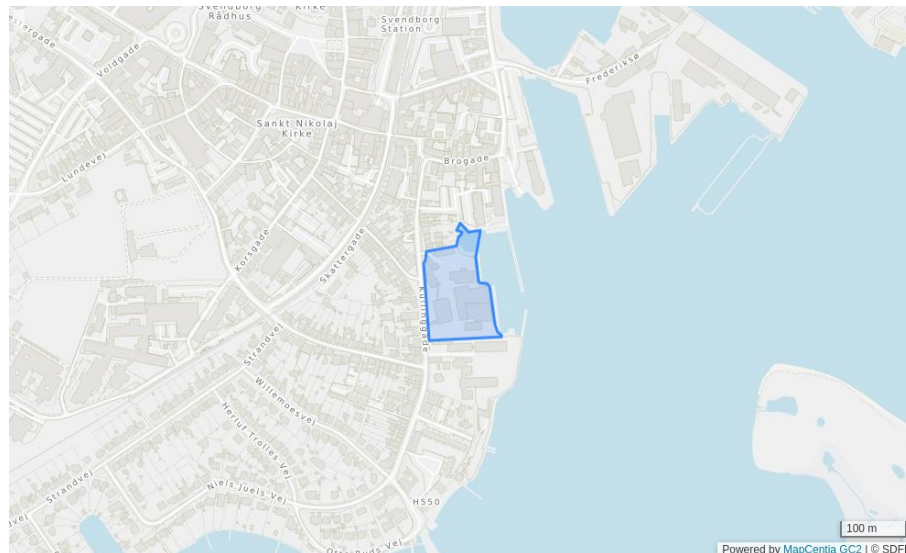 Svendborg
Rådhus
Kirke
Svendborg
Station
Voldgade
Frederiksø
Sankt Nikolaj
Kirke
Brogade
Lundevej
Korsgade
Skattergade
Kullinggade
Strandvej
Willemoesvej
Herluf Trolles Vej
Strandvej
Niels Juels Vej
H550
100 m
Powered by MapCentia GC2 | © SDFI